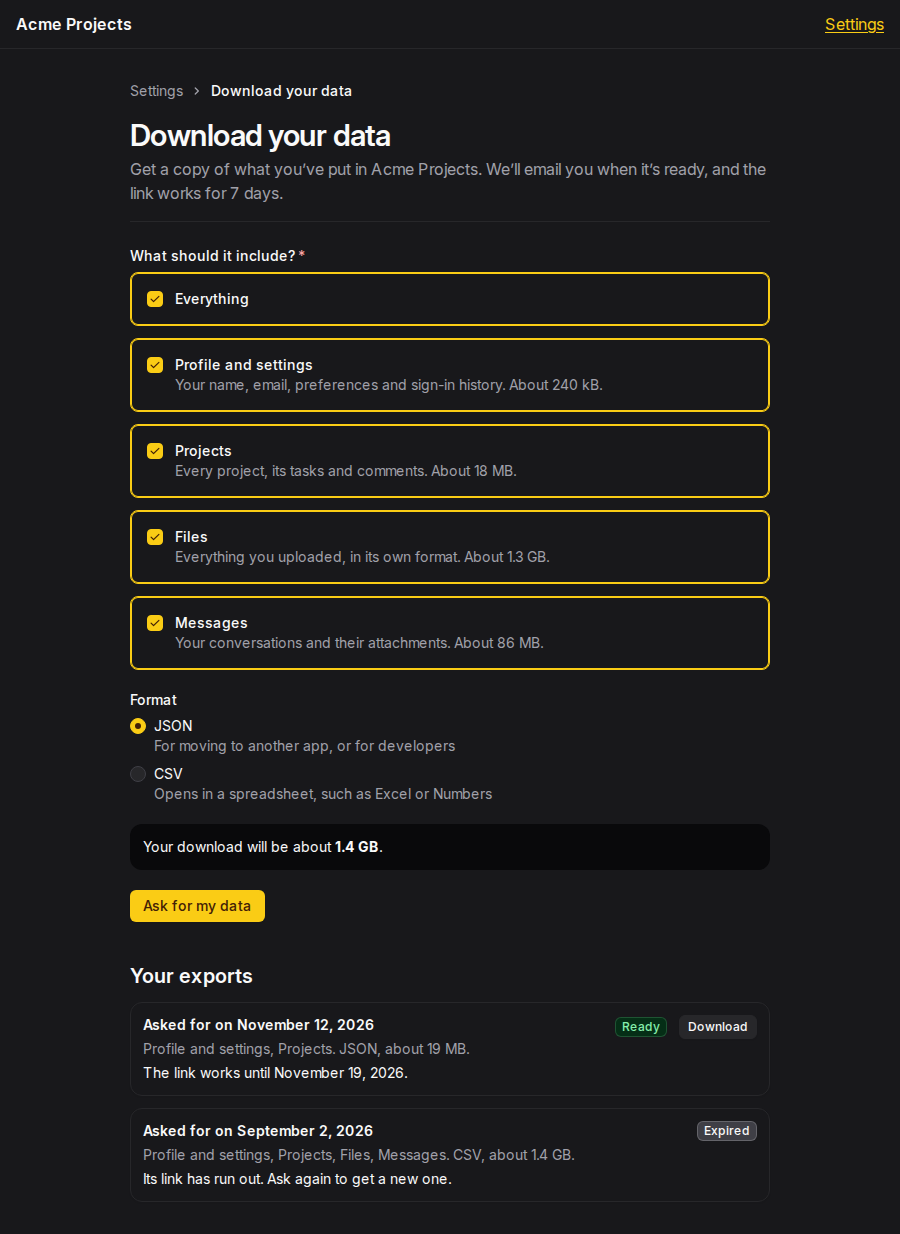 Acme Projects
Settings
Settings
Download your data
Download your data
Get a copy of what you’ve put in Acme Projects. We’ll email you when it’s ready, and the
link works for 7 days.
What should it include? *
Everything
Profile and settings
Your name, email, preferences and sign-in history. About 240 kB.
Projects
Every project, its tasks and comments. About 18 MB.
Files
Everything you uploaded, in its own format. About 1.3 GB.
Messages
Your conversations and their attachments. About 86 MB.
Format
JSON
For moving to another app, or for developers
CSV
Opens in a spreadsheet, such as Excel or Numbers
Your download will be about 1.4 GB.
Ask for my data
Your exports
Asked for on November 12, 2026
Ready
Download
Profile and settings, Projects. JSON, about 19 MB.
The link works until November 19, 2026.
Asked for on September 2, 2026
Expired
Profile and settings, Projects, Files, Messages. CSV, about 1.4 GB.
Its link has run out. Ask again to get a new one.